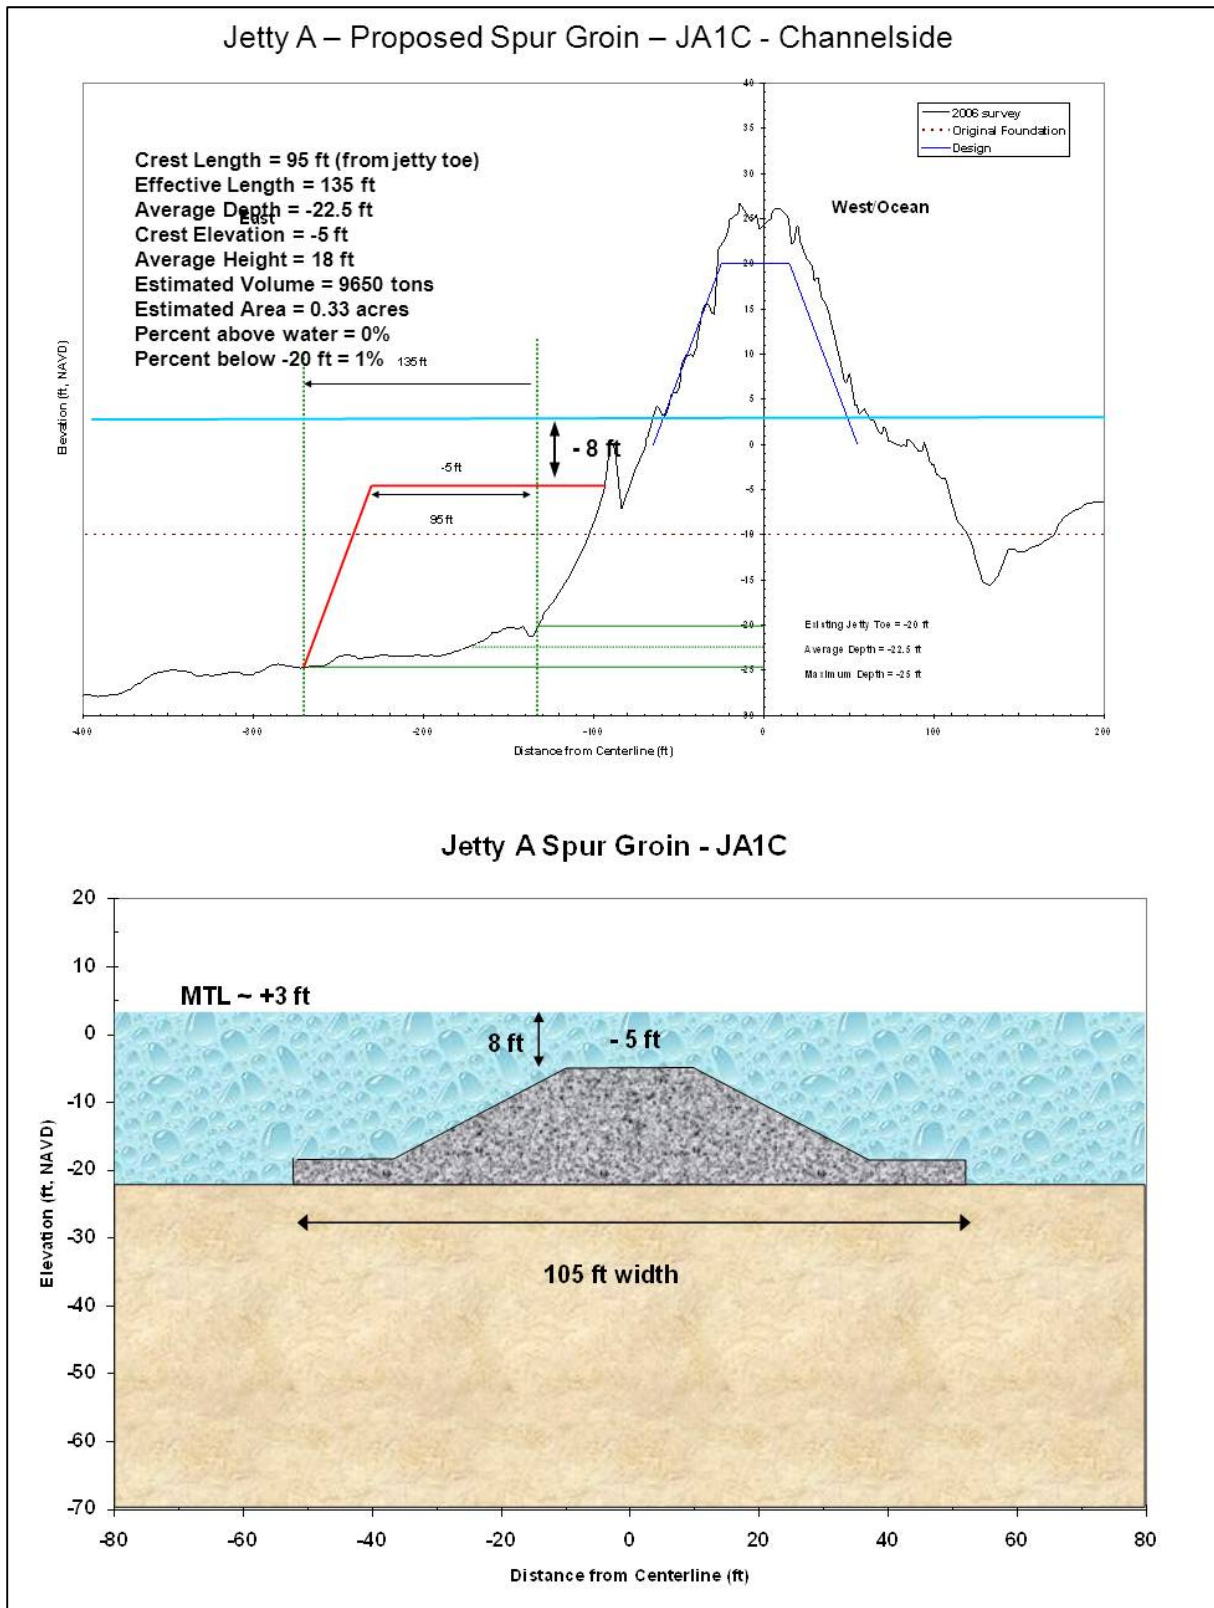 Jetty A – Proposed Spur Groin – JA1C - Channelside
40
2006 survey
Original Foundation
Design
35
Crest Length = 95 ft (from jetty toe)
Effective Length = 135 ft
Average Depth = -22.5 ft
East
Crest Elevation = -5 ft
Average Height = 18 ft
Estimated Volume = 9650 tons
Estimated Area = 0.33 acres
Percent above water = 0%
Percent below -20 ft = 1%
135 ft
30
West/Ocean
25
20
15
10
5
0
- 8 ft
-5 ft
-5
95 ft
-10
-15
-20
Existing Jetty Toe = -20 ft
Average Depth = -22.5 ft
-25
Maximum Depth = -25 ft
-30
Elevation (ft, NAVD)
-400 -300 -200 -100 0 100 200
Distance from Centerline (ft)
Jetty A Spur Groin - JA1C
20
10
MTL ~ +3 ft
0
8 ft
- 5 ft
-10
-20
-30
105 ft width
-40
-50
-60
-70
Elevation (ft, NAVD)
-80 -60 -40 -20 0 20 40 60 80
Distance from Centerline (ft)